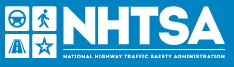 NHTSA
NATIONAL HIGHWAY TRAFFIC SAFETY ADMINISTRATION